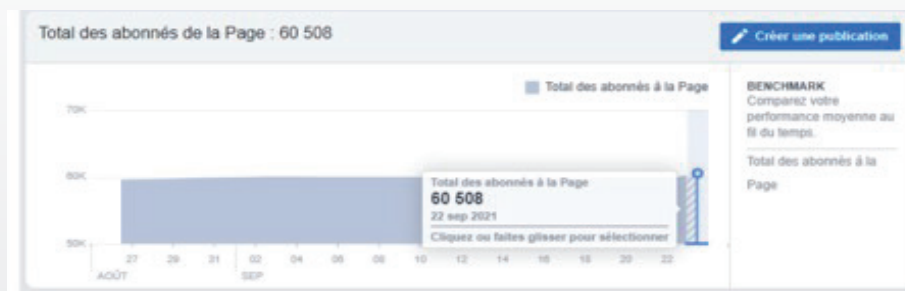 Total des abonnés de la Page : 60 508
Créer une publication
Total des abonnés à la Page
BENCHMARK
Comparez votre
performance moyenne au
fil du temps.
Total des abonnés à la
Page
70K
60K
50K
Total des abonnés à la Page
60 508
22 sep 2021
Cliquez ou faites glisser pour sélectionner
27 29 31 02 04 06 08 10 12 14 16 18 20 22
AOÛT SEP